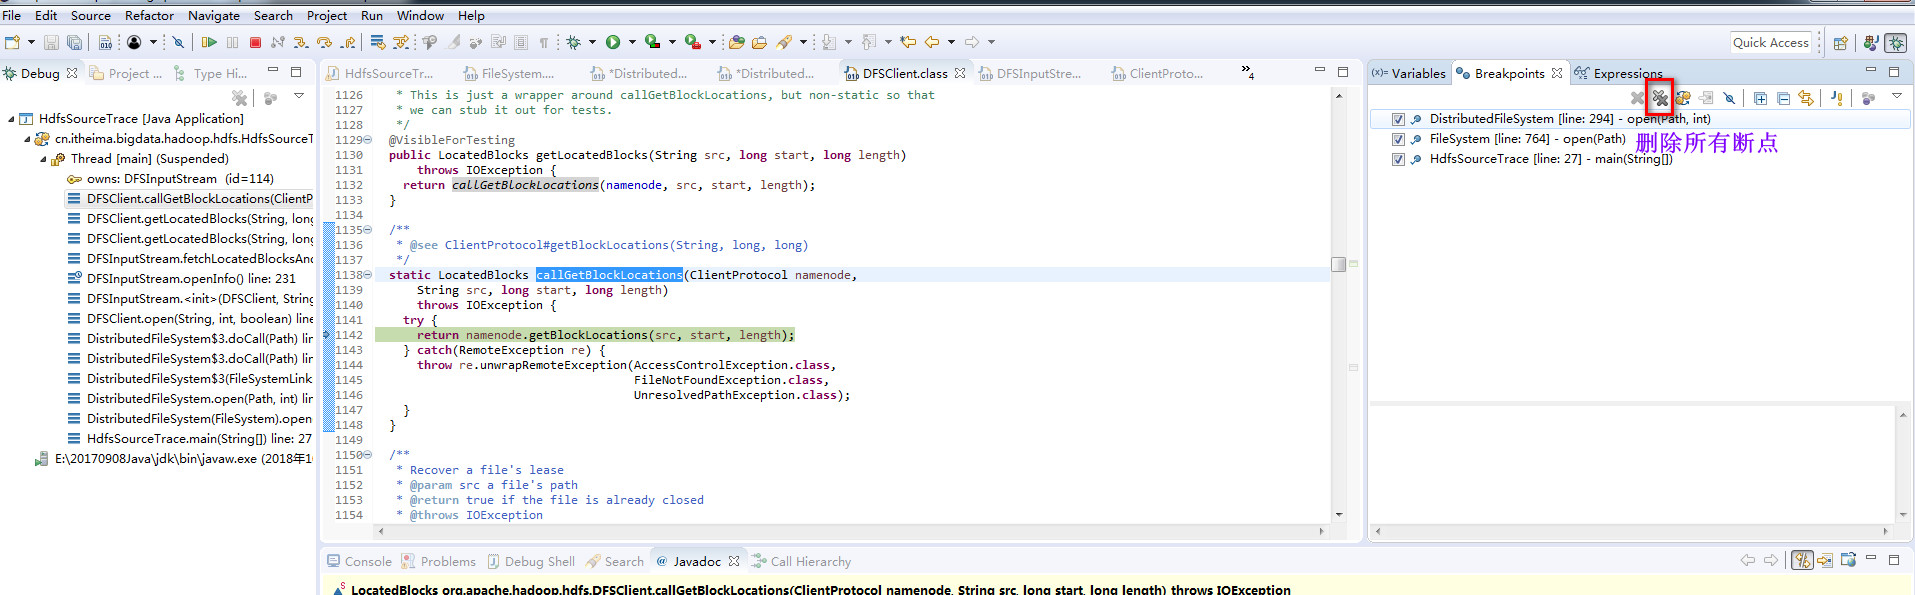 File Edit Source Refactor Navigate Search Project Run Window Help
Quick Access
Debug Project ... Type Hi...
HdfsSourceTrace [Java Application]
cn.itheima.bigdata.hadoop.hdfs.HdfsSourceT
Thread [main] (Suspended)
owns: DFSInputStream (id=114)
DFSClient.callGetBlockLocations(ClientP
DFSClient.getLocatedBlocks(String, long
DFSClient.getLocatedBlocks(String, long
DFSInputStream.fetchLocatedBlocksAnd
DFSInputStream.openInfo() line: 231
DFSInputStream.<init>(DFSClient, String
DFSClient.open(String, int, boolean) line
DistributedFileSystem$3.doCall(Path) lin
DistributedFileSystem$3.doCall(Path) lin
DistributedFileSystem$3(FileSystemLink
DistributedFileSystem.open(Path, int) lin
DistributedFileSystem(FileSystem).open
HdfsSourceTrace.main(String[]) line: 27
E:\20170908Java\jdk\bin\javaw.exe (2018年1
HdfsSourceTr... FileSystem.... *Distributed... *Distributed... DFSClient.class DFSInputStre... ClientProto... »4
1126 * This is just a wrapper around callGetBlockLocations, but non-static so that
1127 * we can stub it out for tests.
1128 */
1129 @VisibleForTesting
1130 public LocatedBlocks getLocatedBlocks(String src, long start, long length)
1131 throws IOException {
1132 return callGetBlockLocations(namenode, src, start, length);
1133 }
1134
1135 /**
1136 * @see ClientProtocol#getBlockLocations(String, long, long)
1137 */
1138 static LocatedBlocks callGetBlockLocations(ClientProtocol namenode,
1139 String src, long start, long length)
1140 throws IOException {
1141 try {
1142 return namenode.getBlockLocations(src, start, length);
1143 } catch(RemoteException re) {
1144 throw re.unwrapRemoteException(AccessControlException.class,
1145 FileNotFoundException.class,
1146 UnresolvedPathException.class);
1147 }
1148 }
1149
1150 /**
1151 * Recover a file's lease
1152 * @param src a file's path
1153 * @return true if the file is already closed
1154 * @throws IOException
(x)= Variables Breakpoints Expressions
DistributedFileSystem [line: 294] - open(Path, int)
FileSystem [line: 764] - open(Path)
删除所有断点
HdfsSourceTrace [line: 27] - main(String[])
Console Problems Debug Shell Search @ Javadoc Call Hierarchy
LocatedBlocks org.apache.hadoop.hdfs.DFSClient.callGetBlockLocations(ClientProtocol namenode, String src, long start, long length) throws IOException